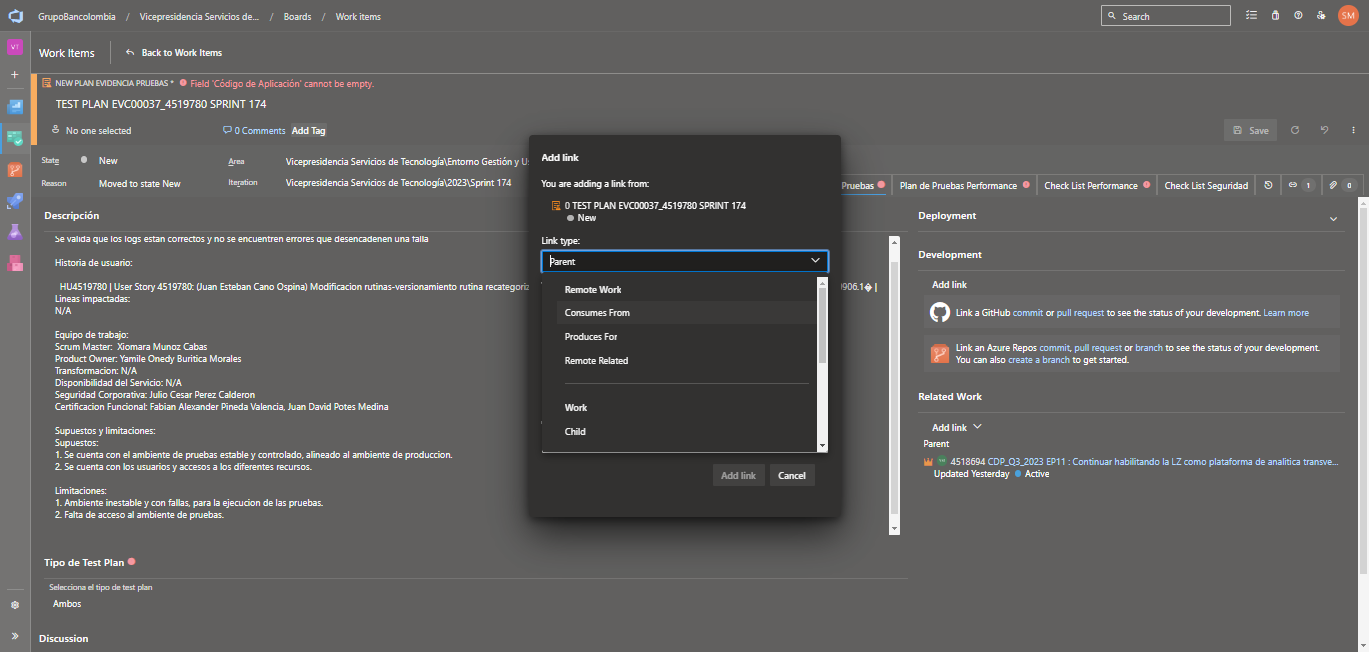 GrupoBancolombia / Vicepresidencia Servicios de... / Boards / Work items
Search
SM
VT
Work Items
Back to Work Items
NEW PLAN EVIDENCIA PRUEBAS * Field 'Código de Aplicación' cannot be empty.
TEST PLAN EVC00037_4519780 SPRINT 174
No one selected
0 Comments
Add Tag
Save
State
New
Area
Vicepresidencia Servicios de Tecnología\Entorno Gestión y Us
Reason
Moved to state New
Iteration
Vicepresidencia Servicios de Tecnología\2023\Sprint 174
Pruebas
Plan de Pruebas Performance
Check List Performance
Check List Seguridad
1
0
Descripción
Se valida que los logs estan correctos y no se encuentren errores que desencadenen una falla
Historia de usuario:
HU4519780 | User Story 4519780: (Juan Esteban Cano Ospina) Modificacion rutinas-versionamiento rutina recategoriz
906.1� |
Lineas impactadas:
N/A
Equipo de trabajo:
Scrum Master: Xiomara Munoz Cabas
Product Owner: Yamile Onedy Buritica Morales
Transformacion: N/A
Disponibilidad del Servicio: N/A
Seguridad Corporativa: Julio Cesar Perez Calderon
Certificacion Funcional: Fabian Alexander Pineda Valencia, Juan David Potes Medina
Supuestos y limitaciones:
Supuestos:
1. Se cuenta con el ambiente de pruebas estable y controlado, alineado al ambiente de produccion.
2. Se cuenta con los usuarios y accesos a los diferentes recursos.
Limitaciones:
1. Ambiente inestable y con fallas, para la ejecucion de las pruebas.
2. Falta de acceso al ambiente de pruebas.
Tipo de Test Plan
Selecciona el tipo de test plan
Ambos
Discussion
Add link
You are adding a link from:
0 TEST PLAN EVC00037_4519780 SPRINT 174
New
Link type:
Parent
Remote Work
Consumes From
Produces For
Remote Related
Work
Child
Add link
Cancel
Deployment
Development
Add link
Link a GitHub commit or pull request to see the status of your development. Learn more
Link an Azure Repos commit, pull request or branch to see the status of your development.
You can also create a branch to get started.
Related Work
Add link
Parent
4518694 CDP_Q3_2023 EP11 : Continuar habilitando la LZ como plataforma de analitica transve...
Updated Yesterday
Active